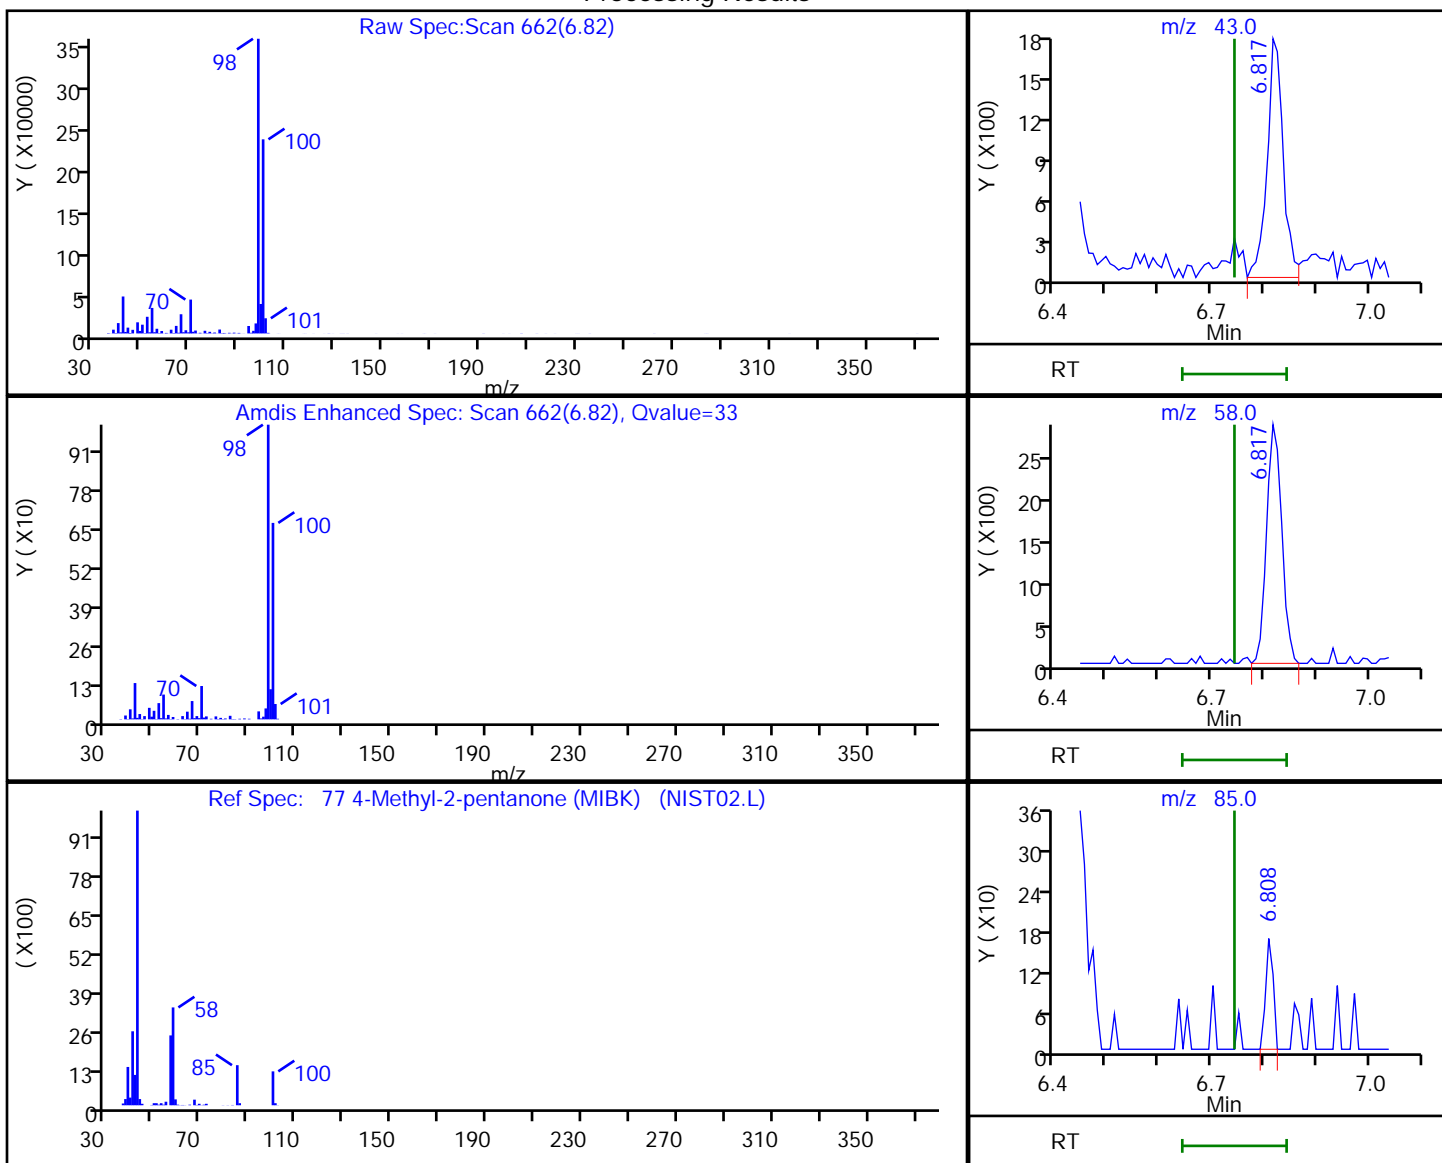 Raw Spec:Scan 662(6.82)
Y ( X10000)
35
30
25
20
15
10
5
0
98
100
70
101
30 70 110 150 190 230 270 310 350
m/z
m/z 43.0
Y ( X100)
18
15
12
9
6
3
0
6.817
6.4 6.7 7.0
Min
RT
Amdis Enhanced Spec: Scan 662(6.82), Qvalue=33
Y ( X10)
91
78
65
52
39
26
13
0
98
100
70
101
30 70 110 150 190 230 270 310 350
m/z
m/z 58.0
Y ( X100)
25
20
15
10
5
0
6.817
6.4 6.7 7.0
Min
RT
Ref Spec: 77 4-Methyl-2-pentanone (MIBK) (NIST02.L)
( X100)
91
78
65
52
39
26
13
0
58
85
100
30 70 110 150 190 230 270 310 350
m/z 85.0
Y ( X10)
36
30
24
18
12
6
0
6.808
6.4 6.7 7.0
Min
RT